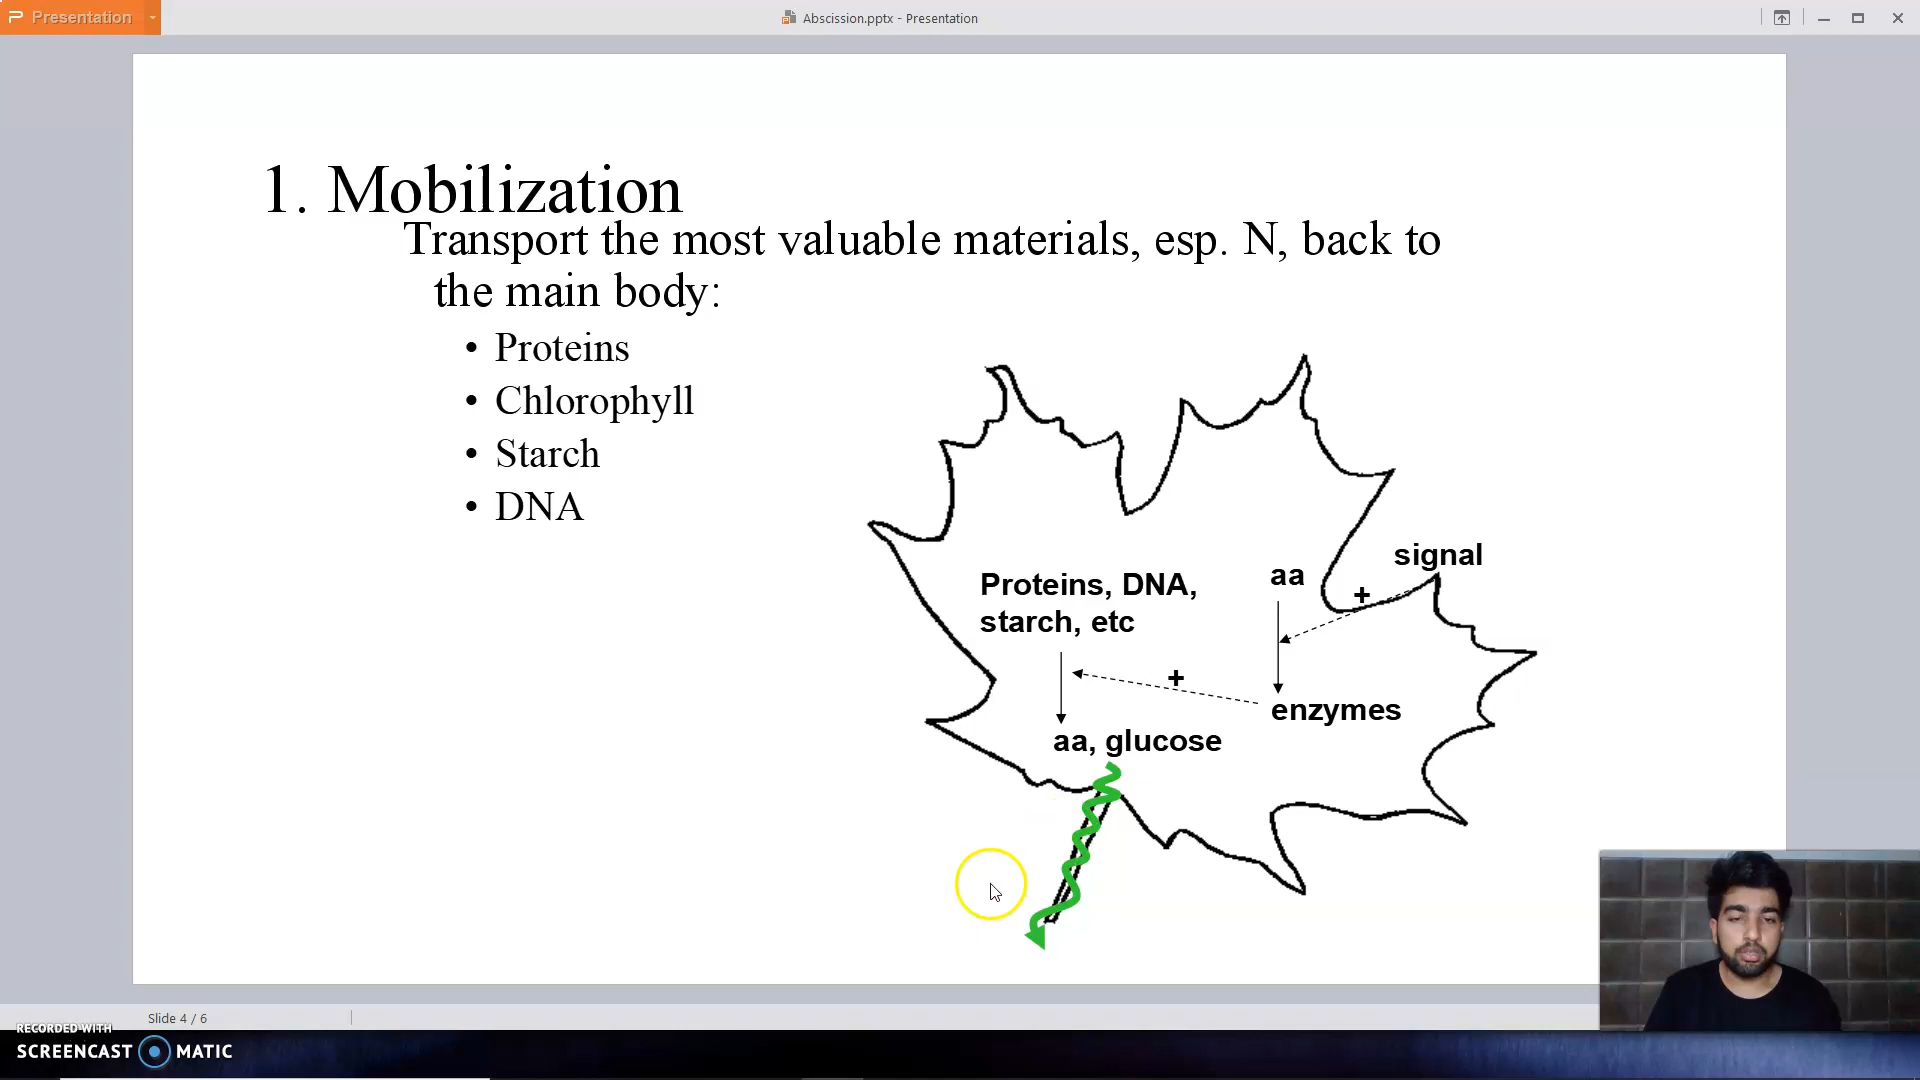 Presentation
Abscission.pptx - Presentation
1. Mobilization
Transport the most valuable materials, esp. N, back to
the main body:
• Proteins
• Chlorophyll
• Starch
• DNA
signal
aa
+
Proteins, DNA,
starch, etc
+
enzymes
aa, glucose
Slide 4 / 6
RECORDED WITH
SCREENCAST MATIC